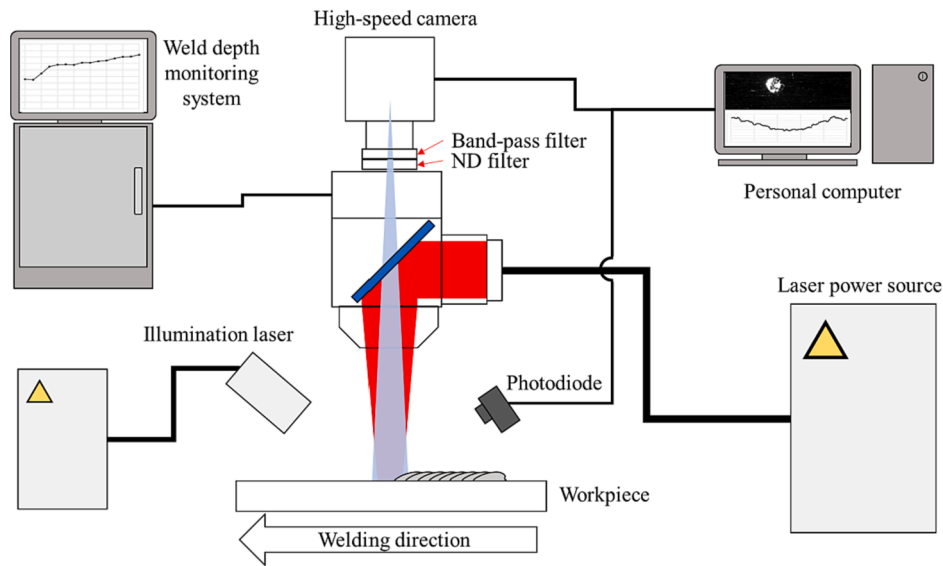 High-speed camera
Weld depth
monitoring
system
Band-pass filter
ND filter
Personal computer
Laser power source
Illumination laser
Photodiode
Workpiece
Welding direction